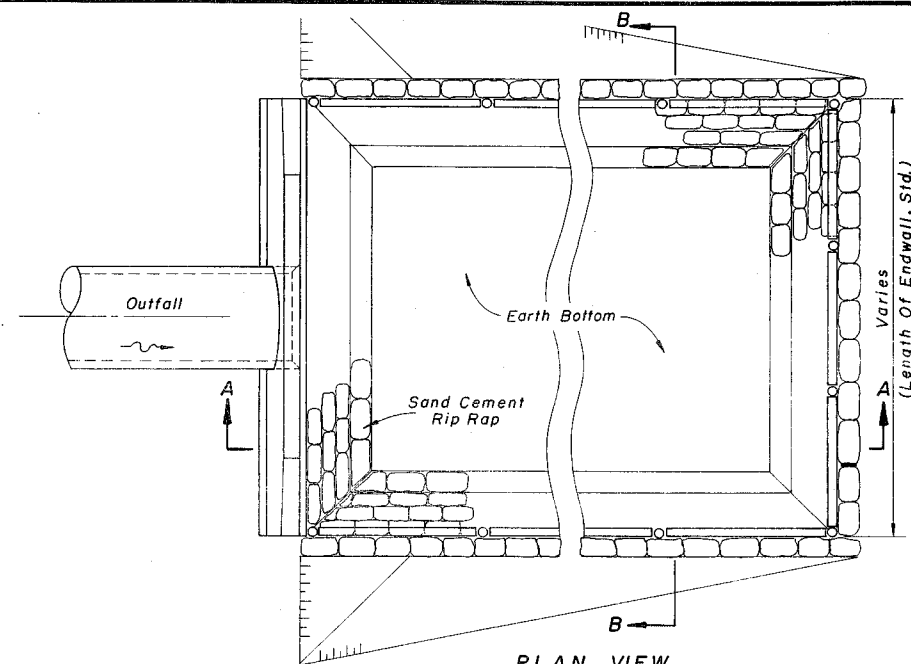 B
Outfall
Earth Bottom
Sand Cement
Rip Rap
A
A
Varies
(Length Of Endwall, Std.)
B
PLAN VIEW